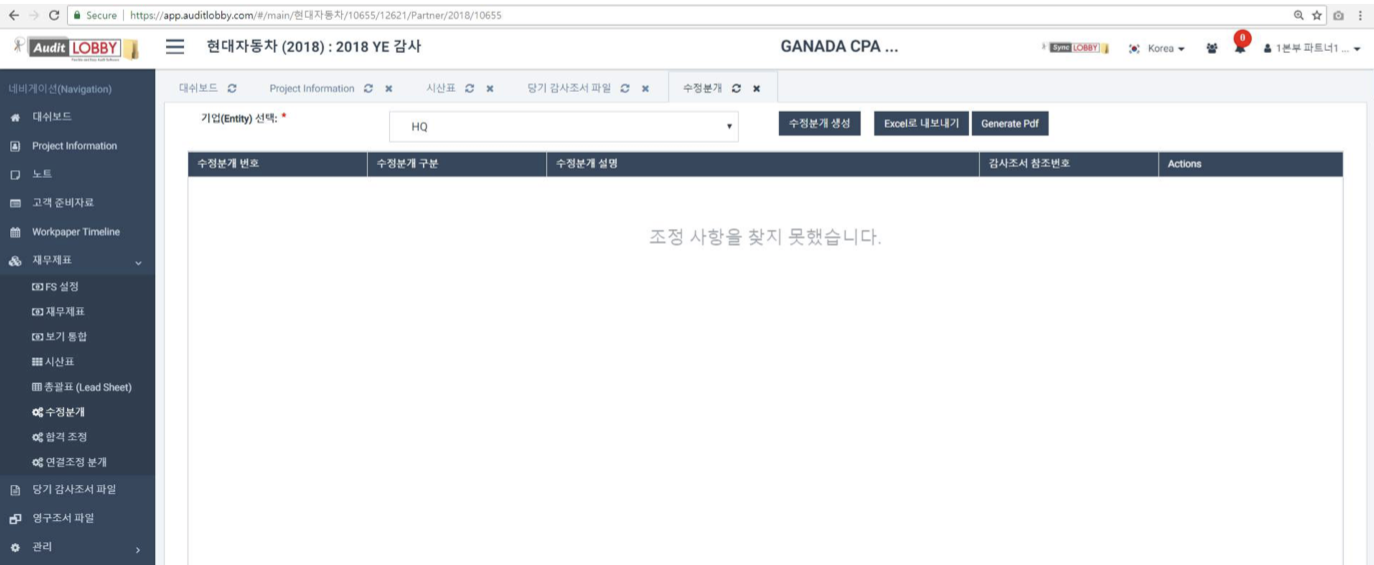 Secure | https://app.auditlobby.com/#/main/현대자동차/10655/12621/Partner/2018/10655
Audit LOBBY
현대자동차 (2018) : 2018 YE 감사
GANADA CPA ...
Sync LOBBY
Korea
0
1본부 파트너1 ...
네비게이션(Navigation)
대쉬보드
Project Information
시산표
당기 감사조서 파일
수정분개
대쉬보드
Project Information
노트
고객 준비자료
Workpaper Timeline
재무제표
FS 설정
재무제표
보기 통합
시산표
총괄표 (Lead Sheet)
수정분개
합격 조정
연결조정 분개
당기 감사조서 파일
영구조서 파일
관리
기업(Entity) 선택: *
HQ
수정분개 생성
Excel로 내보내기
Generate Pdf
수정분개 번호
수정분개 구분
수정분개 설명
감사조서 참조번호
Actions
조정 사항을 찾지 못했습니다.